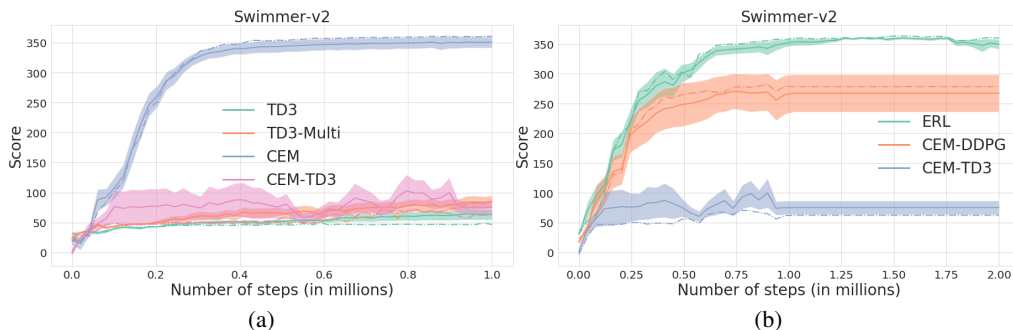 Swimmer-v2
350
300
250
200
150
100
50
0
Score
TD3
TD3-Multi
CEM
CEM-TD3
0.0
0.2
0.4
0.6
0.8
1.0
Number of steps (in millions)
(a)
Swimmer-v2
350
300
250
200
150
100
50
0
Score
ERL
CEM-DDPG
CEM-TD3
0.00
0.25
0.50
0.75
1.00
1.25
1.50
1.75
2.00
Number of steps (in millions)
(b)